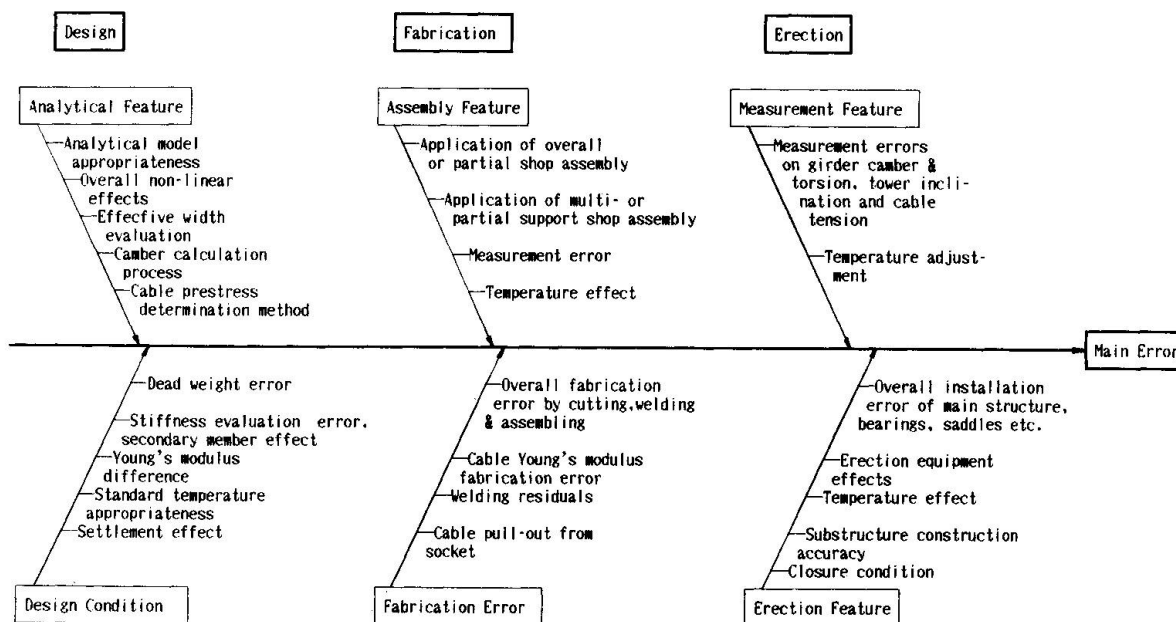 Design
Fabrication
Erection
Analytical Feature
Analytical model
appropriateness
Overall non-linear
effects
Effecfive width
evaluation
Camber calculation
process
Cable prestress
determination method
Assembly Feature
Application of overall
or partial shop assembly
Application of multi- or
partial support shop assembly
Measurement error
Temperature effect
Measurement Feature
Measurement errors
on girder camber &
torsion, tower incli-
nation and cable
tension
Temperature adjust-
ment
Main Error
Dead weight error
Stiffness evaluation error,
secondary member effect
Young's modulus
difference
Standard temperature
appropriateness
Settlement effect
Design Condition
Overall fabrication
error by cutting,welding
& assembling
Cable Young's modulus
fabrication error
Welding residuals
Cable pull-out from
socket
Fabrication Error
Overall installation
error of main structure,
bearings, saddles etc.
Erection equipment
effects
Temperature effect
Substructure construction
accuracy
Closure condition
Erection Feature